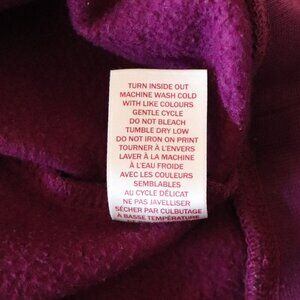 TURN INSIDE OUT
MACHINE WASH COLD
WITH LIKE COLOURS
GENTLE CYCLE
DO NOT BLEACH
TUMBLE DRY LOW
DO NOT IRON ON PRINT
TOURNER À L'ENVERS
LAVER À LA MACHINE
À L'EAU FROIDE
AVEC LES COULEURS
SEMBLABLES
AU CYCLE DÉLICAT
NE PAS JAVELLISER
SÉCHER PAR CULBUTAGE
À BASSE TEMPÉRATURE